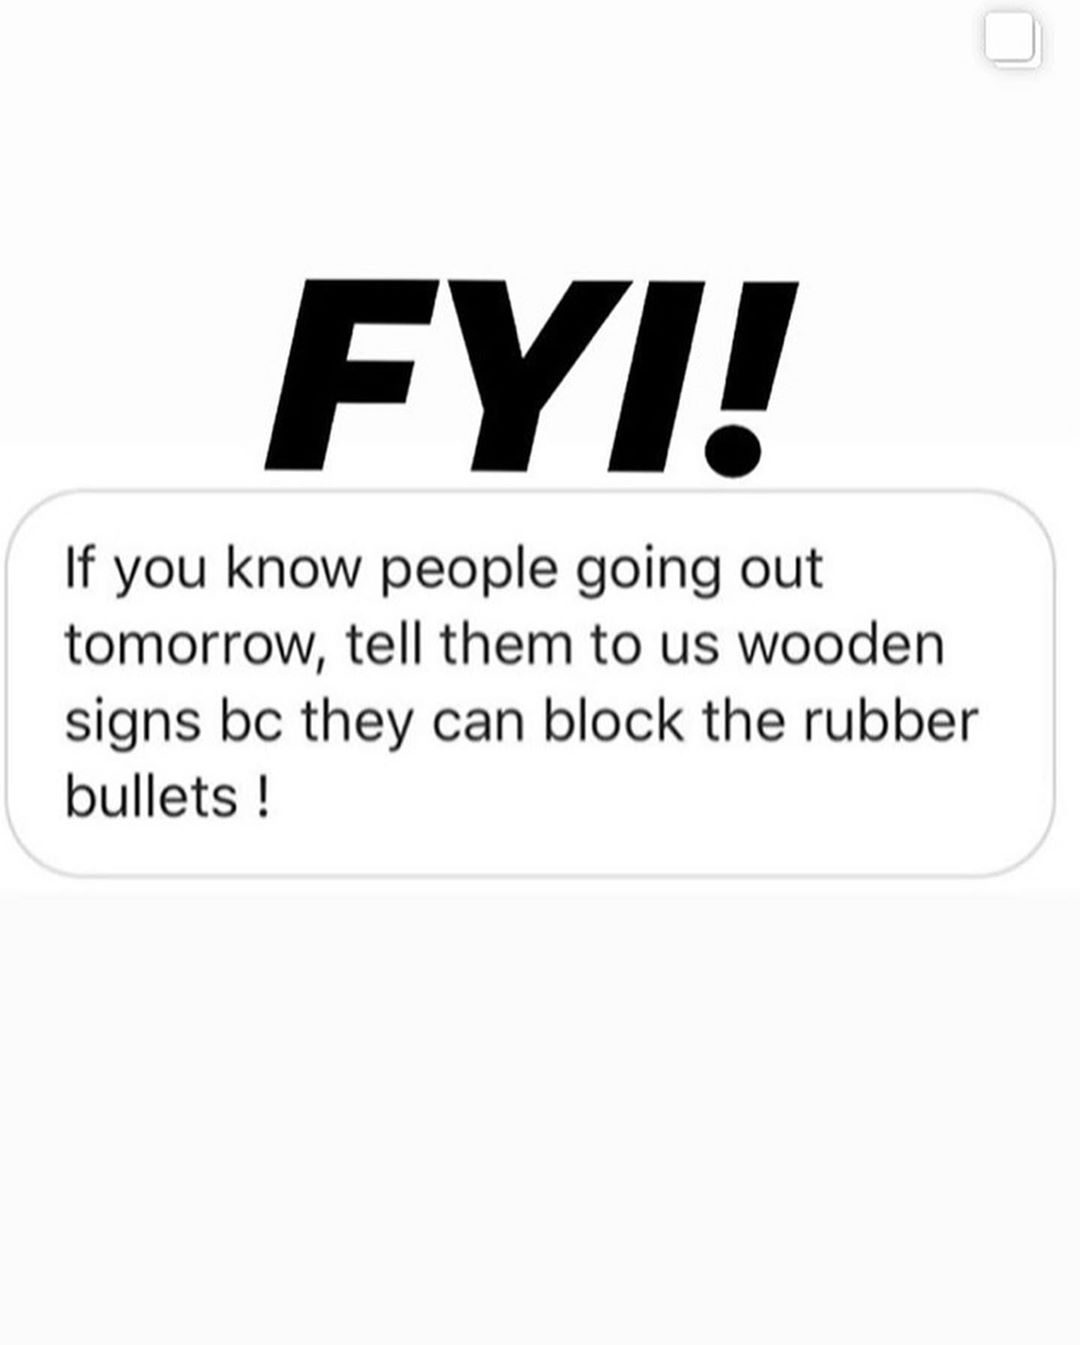 FYI!
If you know people going out
tomorrow, tell them to us wooden
signs bc they can block the rubber
bullets !